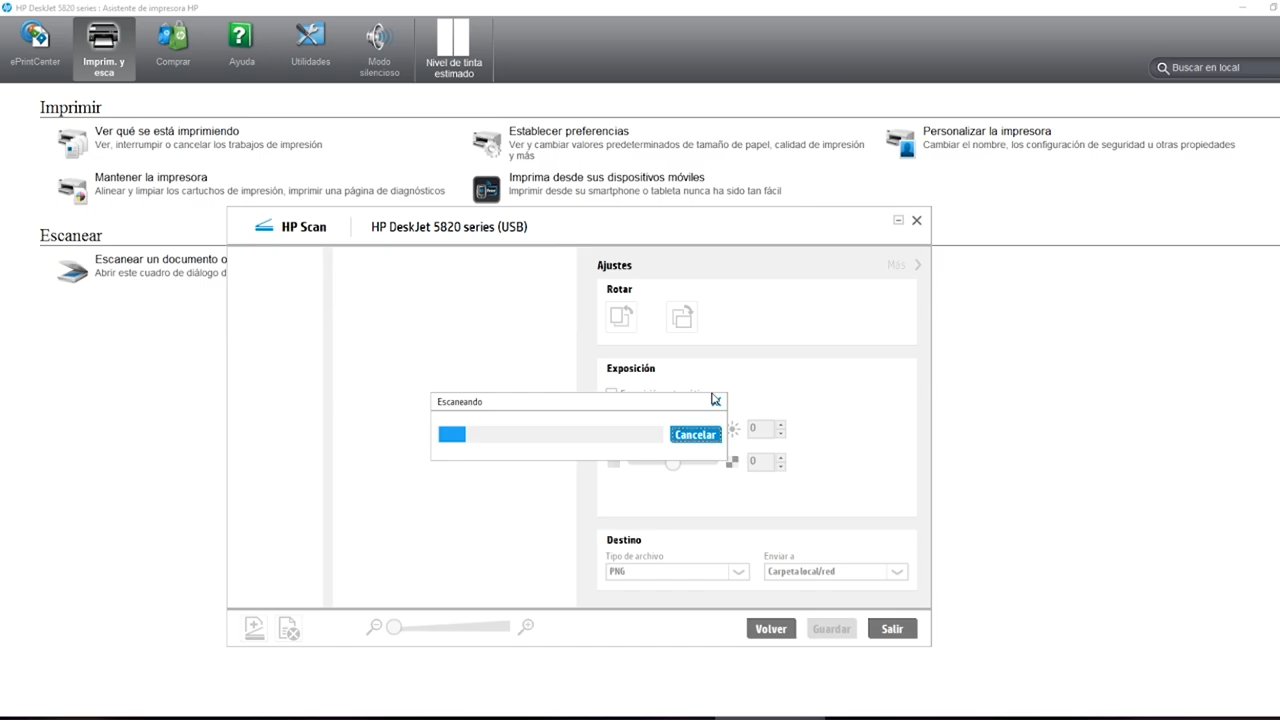 HP DeskJet 5820 series : Asistente de impresora HP
ePrintCenter
Imprim. y
esca
Comprar
Ayuda
Utilidades
Modo
silencioso
Nivel de tinta
estimado
Buscar en local
Imprimir
Ver qué se está imprimiendo
Ver, interrumpir o cancelar los trabajos de impresión
Establecer preferencias
Ver y cambiar valores predeterminados de tamaño de papel, calidad de impresión
y más
Personalizar la impresora
Cambiar el nombre, los configuración de seguridad u otras propiedades
Mantener la impresora
Alinear y limpiar los cartuchos de impresión, imprimir una página de diagnósticos
Imprima desde sus dispositivos móviles
Imprimir desde su smartphone o tableta nunca ha sido tan fácil
Escanear
Escanear un documento o
Abrir este cuadro de diálogo d
HP Scan
HP DeskJet 5820 series (USB)
Ajustes
Más
Rotar
Exposición
Escaneando
Cancelar
0
0
Destino
Tipo de archivo
Enviar a
PNG
Carpeta local/red
Volver
Guardar
Salir